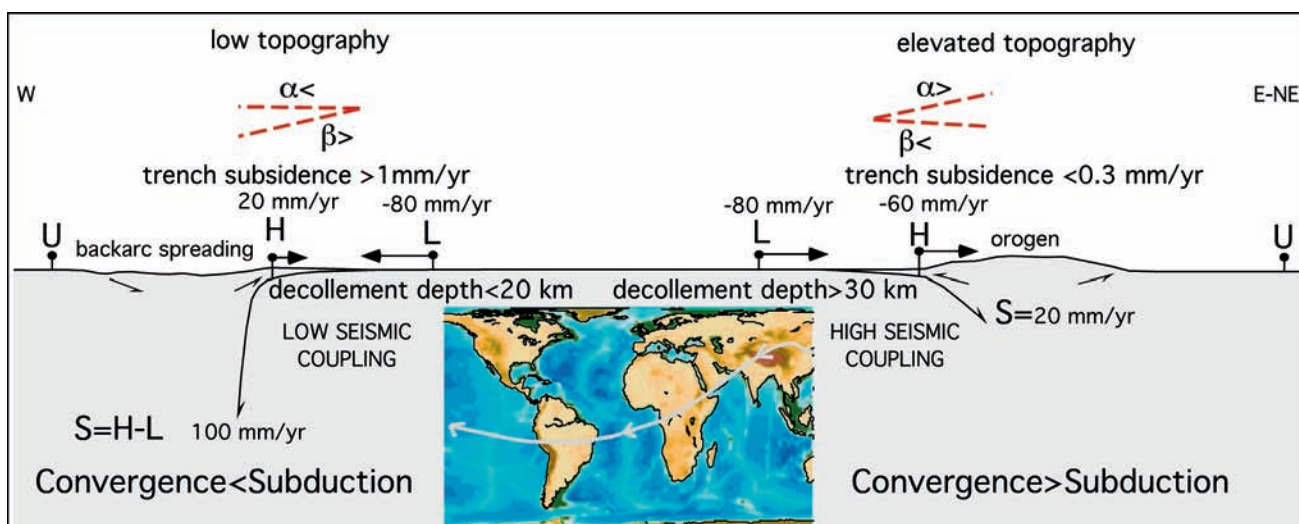 low topography
elevated topography
W
α<
β>
α>
β<
E-NE
trench subsidence >1mm/yr
trench subsidence <0.3 mm/yr
20 mm/yr
-80 mm/yr
-80 mm/yr
-60 mm/yr
U
backarc spreading
H
L
L
H
orogen
U
decollement depth<20 km
decollement depth>30 km
LOW SEISMIC
COUPLING
HIGH SEISMIC
COUPLING
S=20 mm/yr
S=H-L
100 mm/yr
Convergence<Subduction
Convergence>Subduction